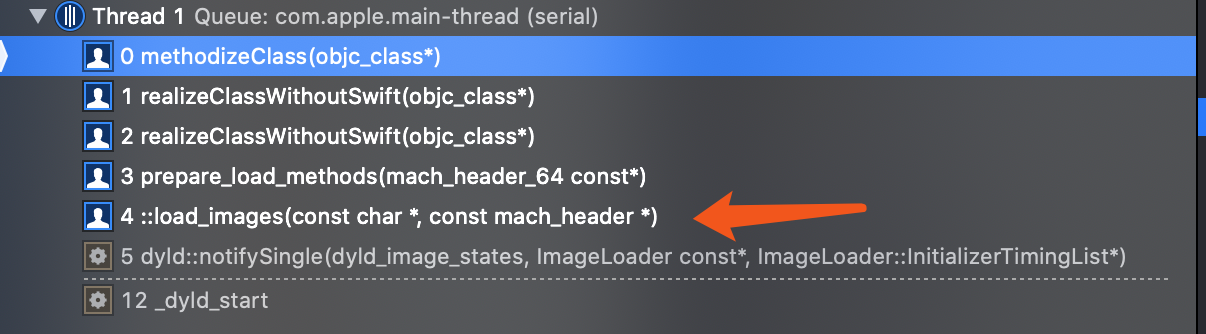 Thread 1 Queue: com.apple.main-thread (serial)
0 methodizeClass(objc_class*)
1 realizeClassWithoutSwift(objc_class*)
2 realizeClassWithoutSwift(objc_class*)
3 prepare_load_methods(mach_header_64 const*)
4 ::load_images(const char *, const mach_header *)
5 dyld::notifySingle(dyld_image_states, ImageLoader const*, ImageLoader::InitializerTimingList*)
12 _dyld_start